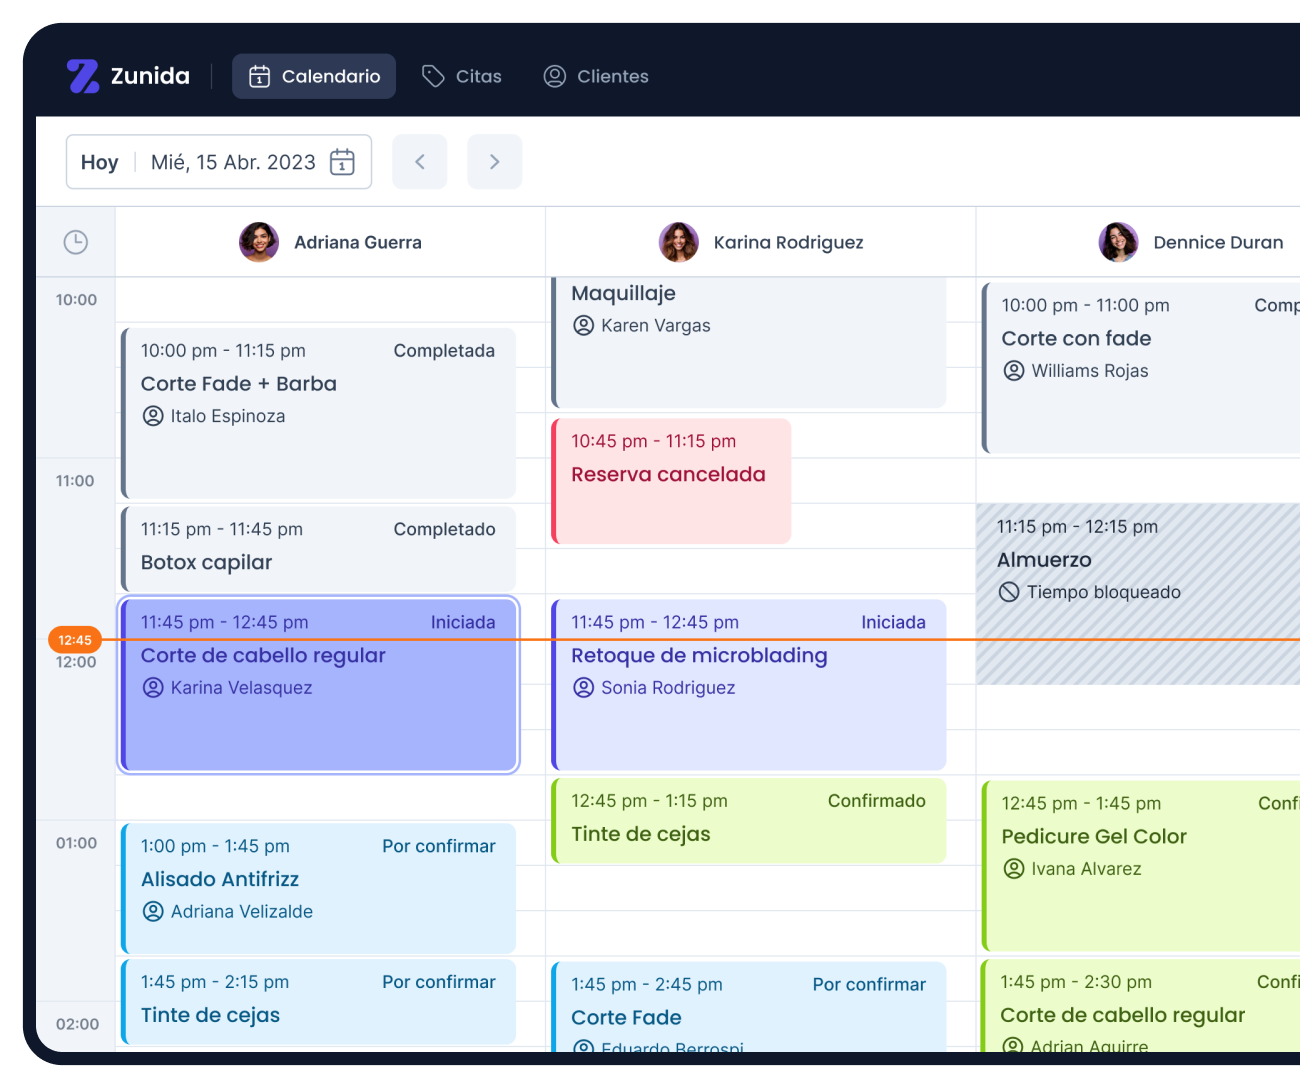 Zunida
Calendario
Citas
Clientes
Hoy
Mié, 15 Abr. 2023
Adriana Guerra
Karina Rodriguez
Dennice Duran
10:00
11:00
12:45
12:00
01:00
02:00
10:00 pm - 11:15 pm Completada
Corte Fade + Barba
Italo Espinoza
11:15 pm - 11:45 pm Completado
Botox capilar
11:45 pm - 12:45 pm Iniciada
Corte de cabello regular
Karina Velasquez
1:00 pm - 1:45 pm Por confirmar
Alisado Antifrizz
Adriana Velizalde
1:45 pm - 2:15 pm Por confirmar
Tinte de cejas
Maquillaje
Karen Vargas
10:45 pm - 11:15 pm
Reserva cancelada
11:45 pm - 12:45 pm Iniciada
Retoque de microblading
Sonia Rodriguez
12:45 pm - 1:15 pm Confirmado
Tinte de cejas
1:45 pm - 2:45 pm Por confirmar
Corte Fade
Eduardo Berrospi
10:00 pm - 11:00 pm Comp
Corte con fade
Williams Rojas
11:15 pm - 12:15 pm
Almuerzo
Tiempo bloqueado
12:45 pm - 1:45 pm Confi
Pedicure Gel Color
Ivana Alvarez
1:45 pm - 2:30 pm Confi
Corte de cabello regular
Adrian Aguirre